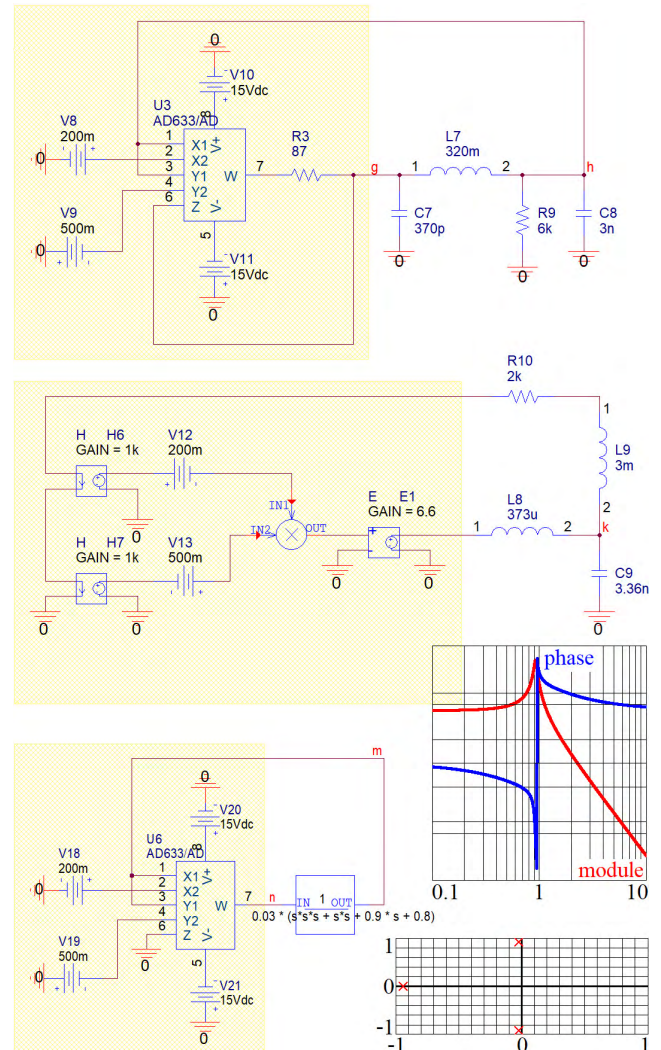 0
V10
15Vdc
U3
AD633/AD
V8
200m
0
1
2
3
4
6
X1
X2
Y1
Y2
Z
V+
V-
W
8
7
5
R3
87
g
L7
320m
1
2
h
C7
370p
0
R9
6k
0
C8
3n
0
V9
500m
0
V11
15Vdc
0
R10
2k
1
L9
3m
2
H H6
GAIN = 1k
V12
200m
0
IN1
IN2
OUT
E E1
GAIN = 6.6
0
0
L8
373u
1
2
k
C9
3.36n
0
H H7
GAIN = 1k
V13
500m
0
0
phase
module
0.1
1
10
m
0
V20
15Vdc
U6
AD633/AD
V18
200m
0
1
2
3
4
6
X1
X2
Y1
Y2
Z
V+
V-
W
8
7
5
n
IN 1 OUT
0.03 * (s*s*s + s*s + 0.9 * s + 0.8)
V19
500m
0
0
V21
15Vdc
0
1
0
-1
-1
0
1